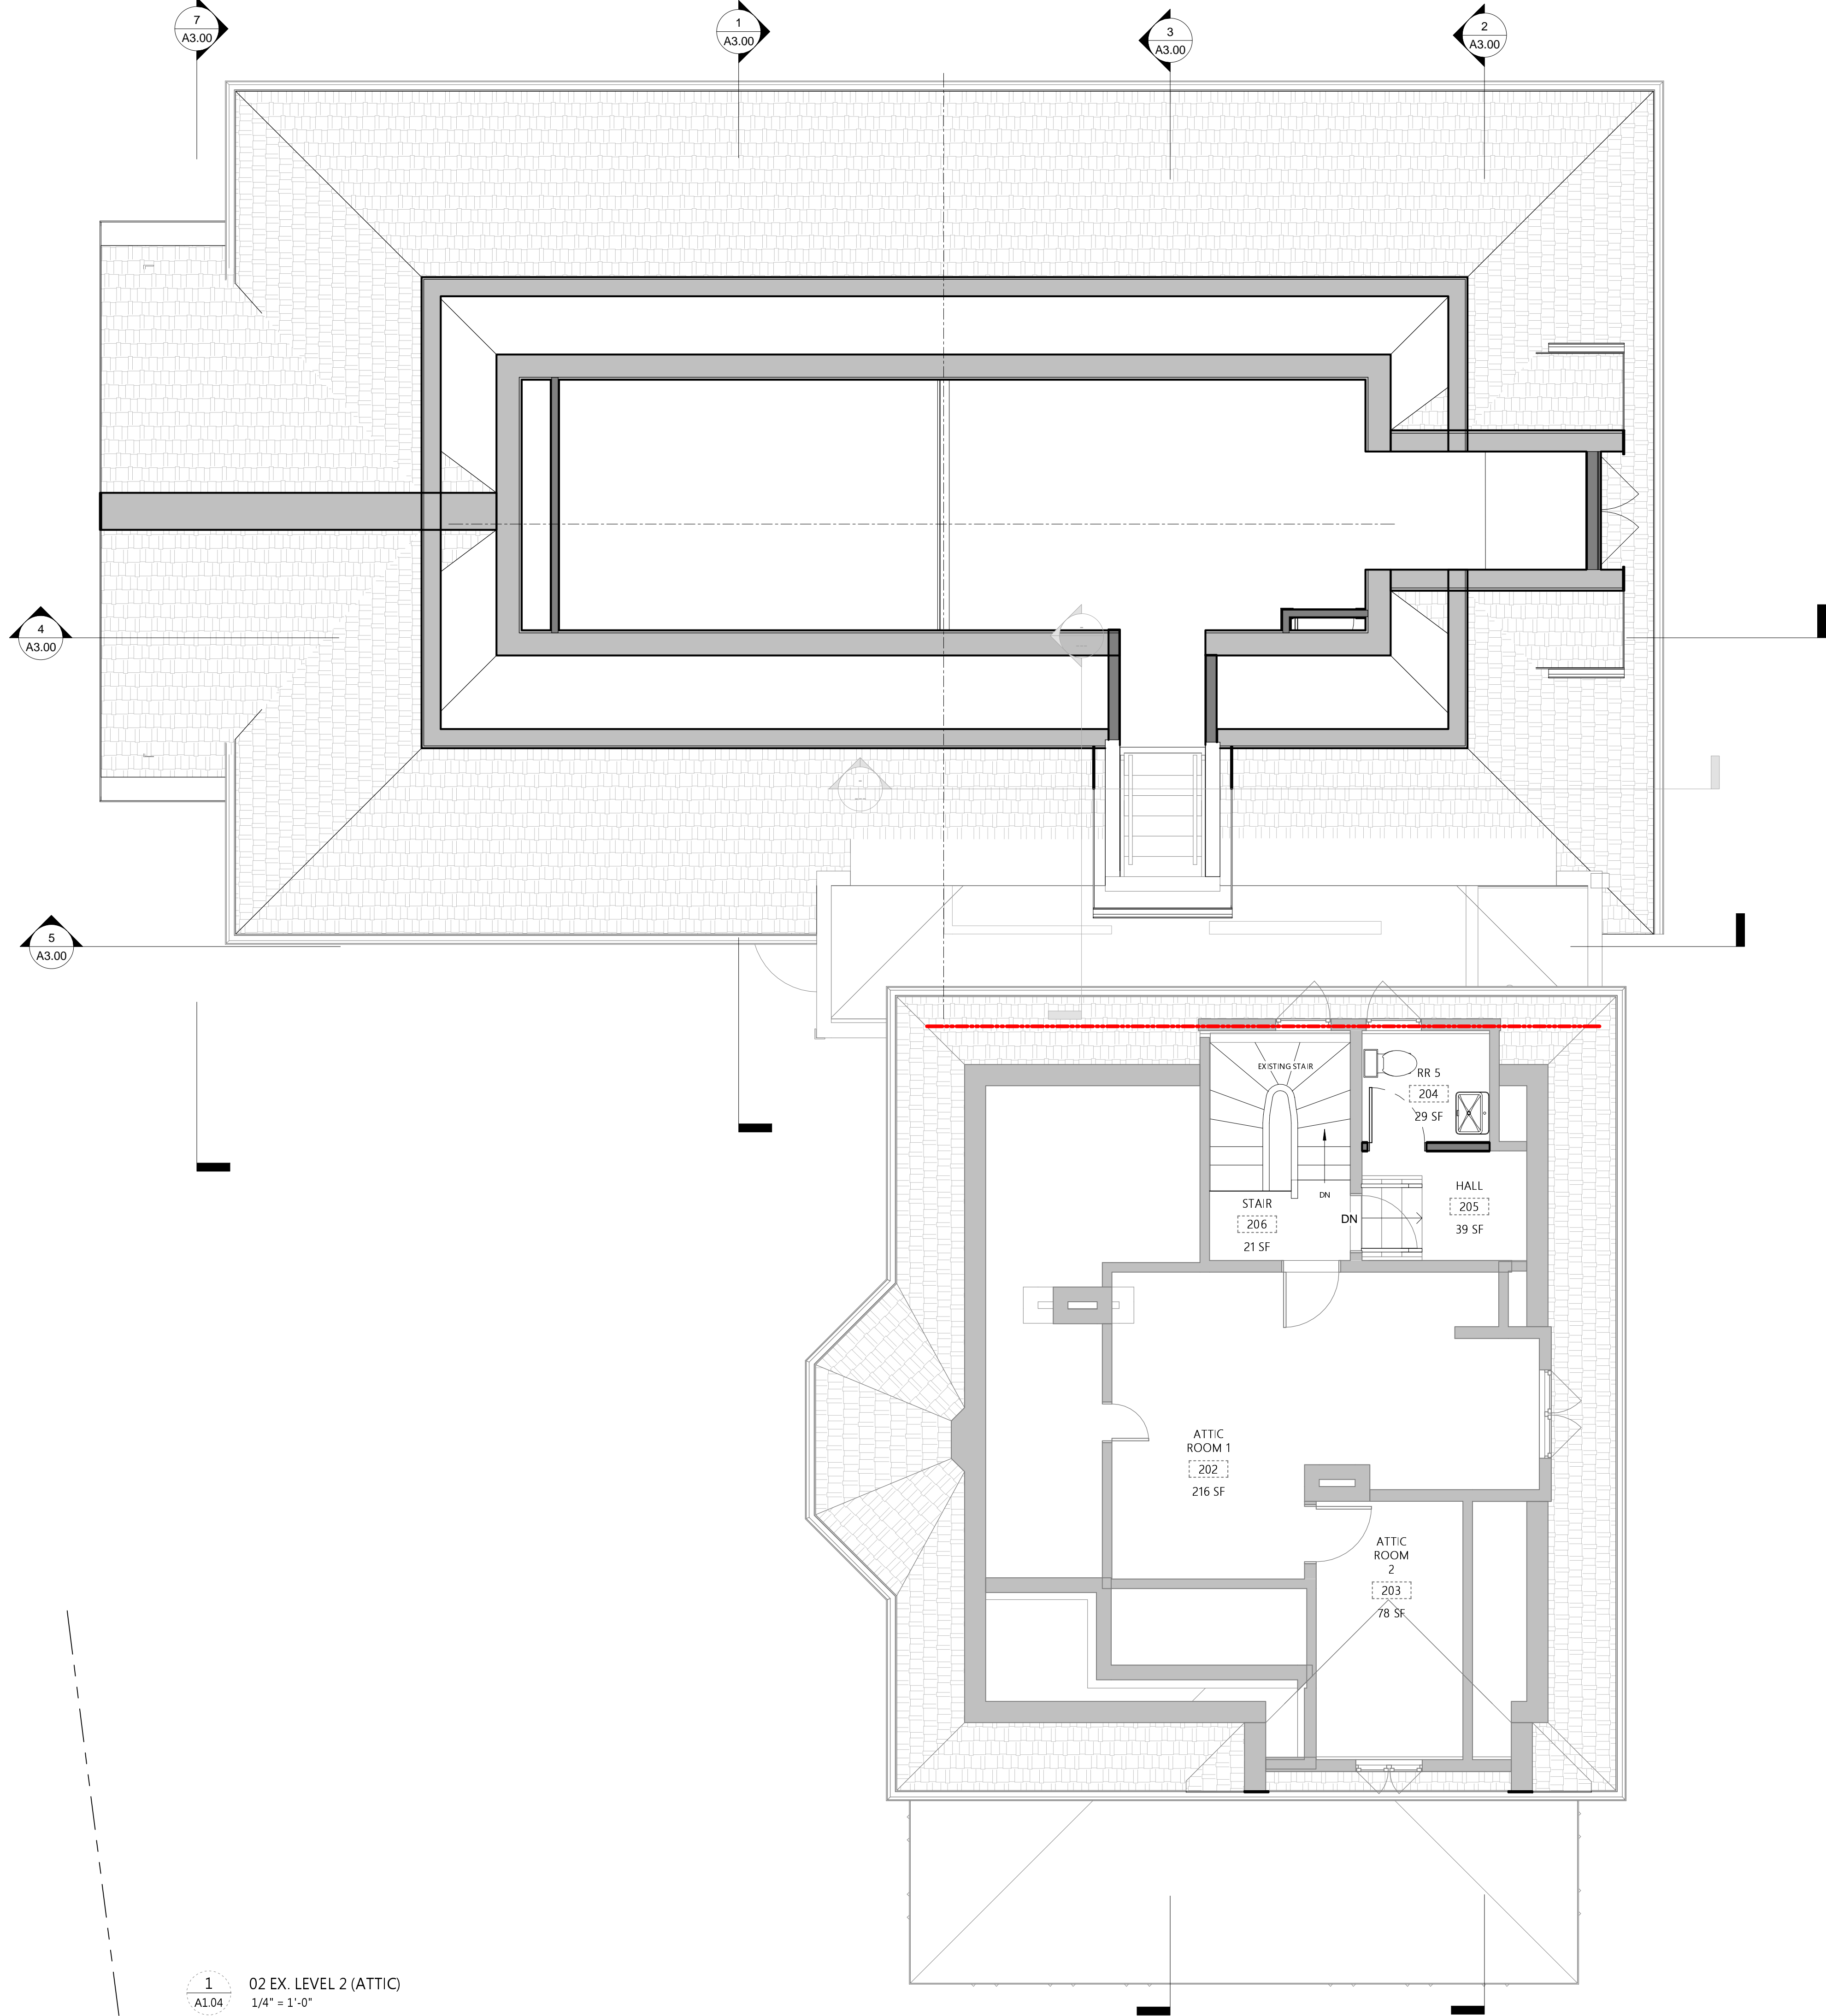 7
A3.00
1
A3.00
3
A3.00
2
A3.00
4
A3.00
5
A3.00
EXISTING STAIR
RR 5
204
29 SF
HALL
205
39 SF
DN
DN
STAIR
206
21 SF
ATTIC
ROOM 1
202
216 SF
ATTIC
ROOM
2
203
78 SF
1
A1.04
02 EX. LEVEL 2 (ATTIC)
1/4" = 1'-0"